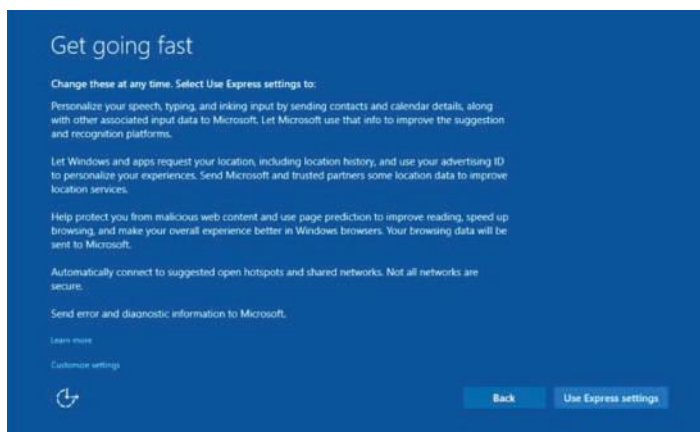 Get going fast
Change these at any time. Select Use Express settings to:
Personalize your speech, typing, and inking input by sending contacts and calendar details, along
with other associated input data to Microsoft. Let Microsoft use that info to improve the suggestion
and recognition platforms.
Let Windows and apps request your location, including location history, and use your advertising ID
to personalize your experiences. Send Microsoft and trusted partners some location data to improve
location services.
Help protect you from malicious web content and use page prediction to improve reading, speed up
browsing, and make your overall experience better in Windows browsers. Your browsing data will be
sent to Microsoft.
Automatically connect to suggested open hotspots and shared networks. Not all networks are
secure.
Send error and diagnostic information to Microsoft.
Learn more
Customize settings
Back
Use Express settings